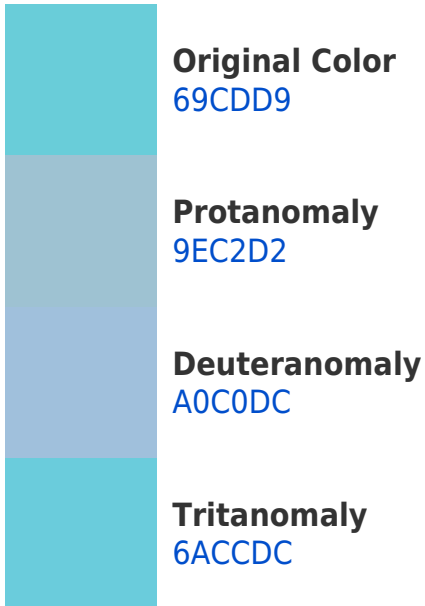 Original Color
69CDD9
Protanomaly
9EC2D2
Deuteranomaly
A0C0DC
Tritanomaly
6ACCDC